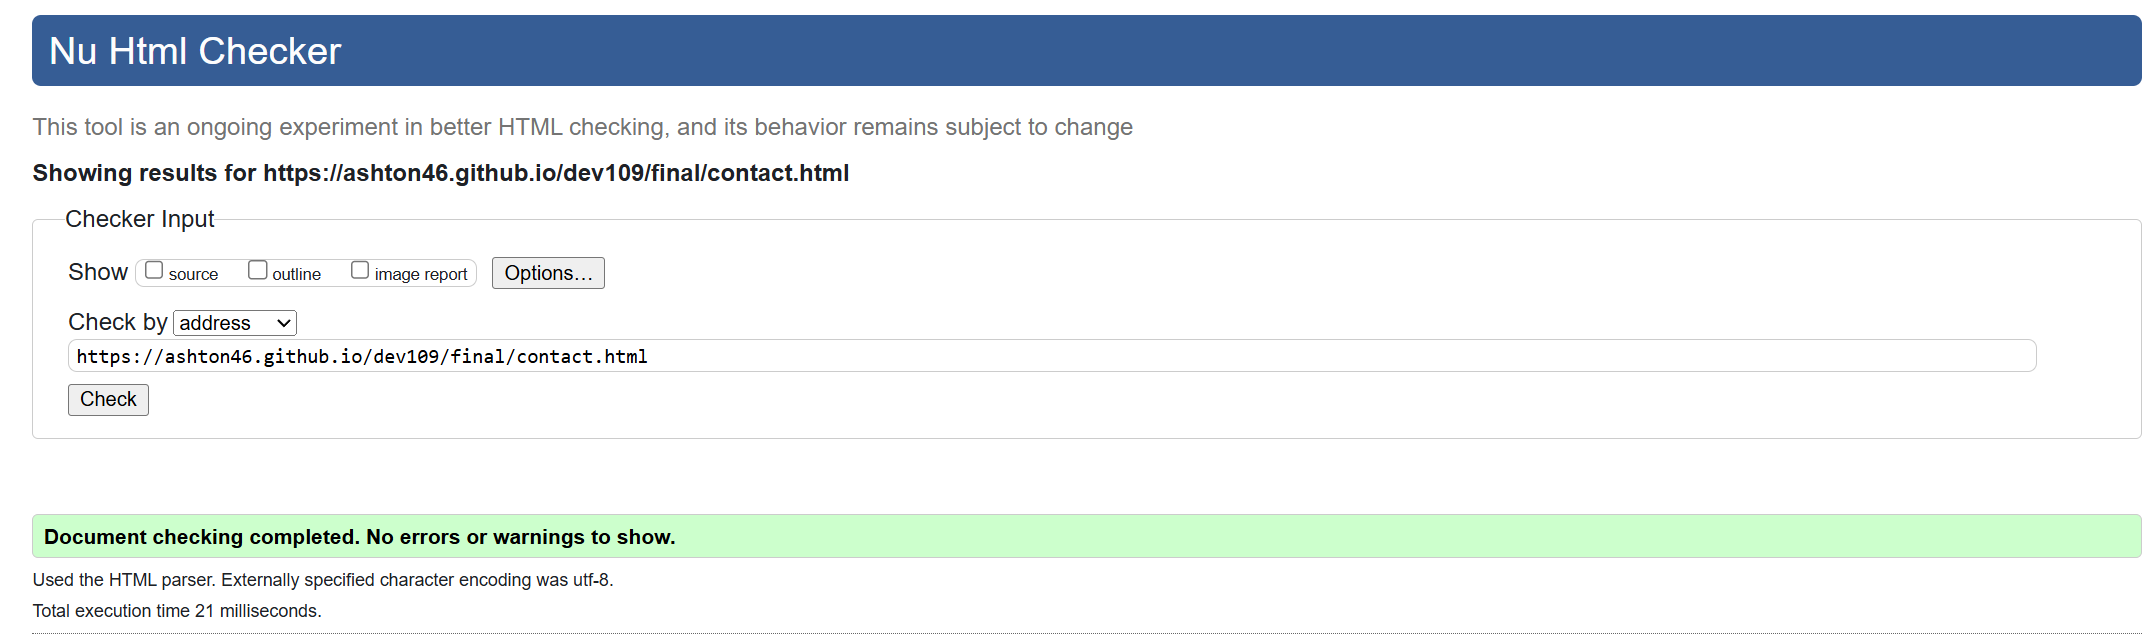 Nu Html Checker
This tool is an ongoing experiment in better HTML checking, and its behavior remains subject to change
Showing results for https://ashton46.github.io/dev109/final/contact.html
Checker Input
Show source outline image report Options…
Check by address
https://ashton46.github.io/dev109/final/contact.html
Check
Document checking completed. No errors or warnings to show.
Used the HTML parser. Externally specified character encoding was utf-8.
Total execution time 21 milliseconds.